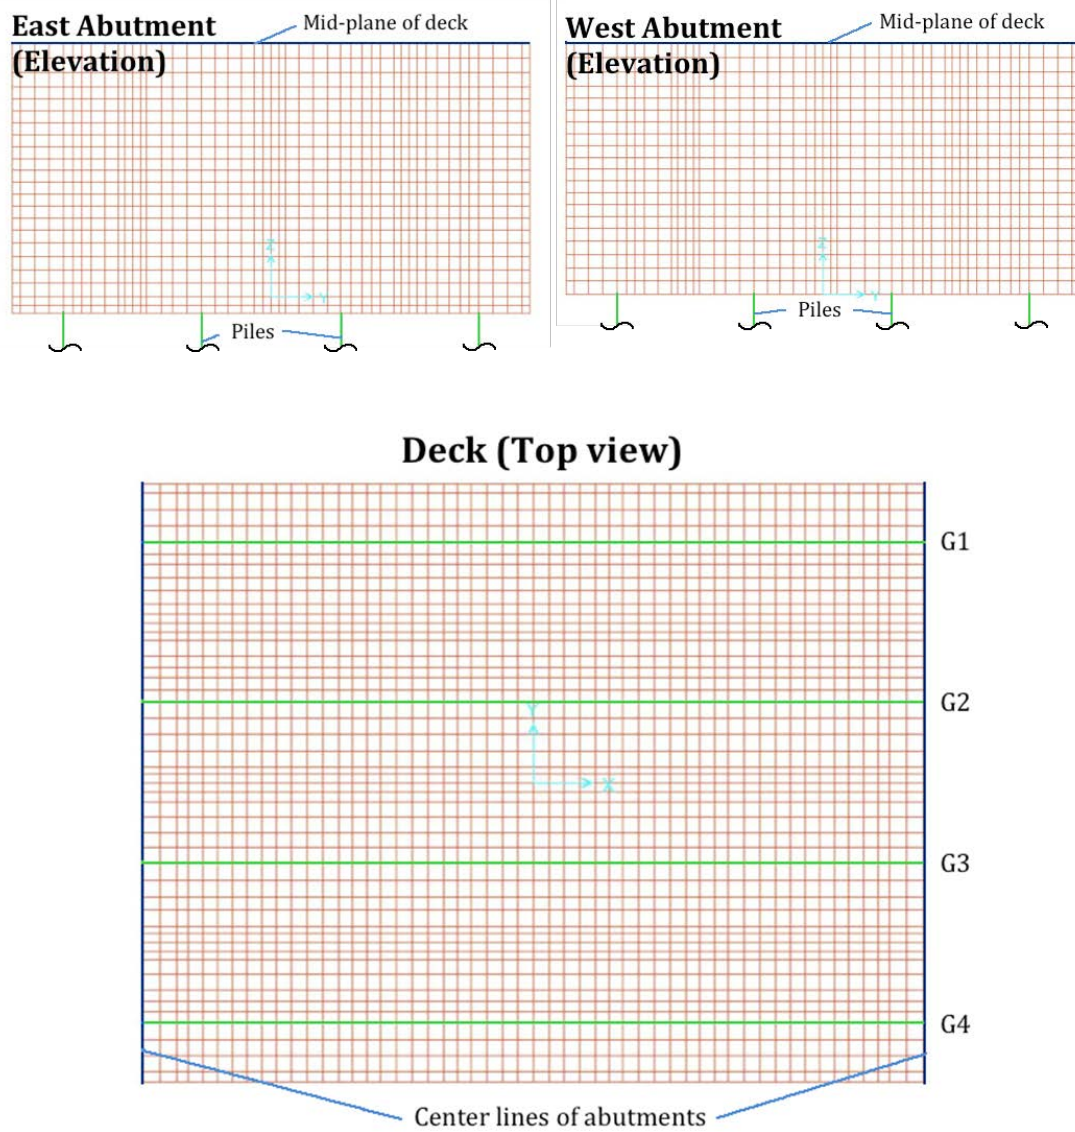 East Abutment
(Elevation)
Mid-plane of deck
Z
Y
Piles
West Abutment
(Elevation)
Mid-plane of deck
Z
Y
Piles
Deck (Top view)
G1
G2
Y
X
G3
G4
Center lines of abutments